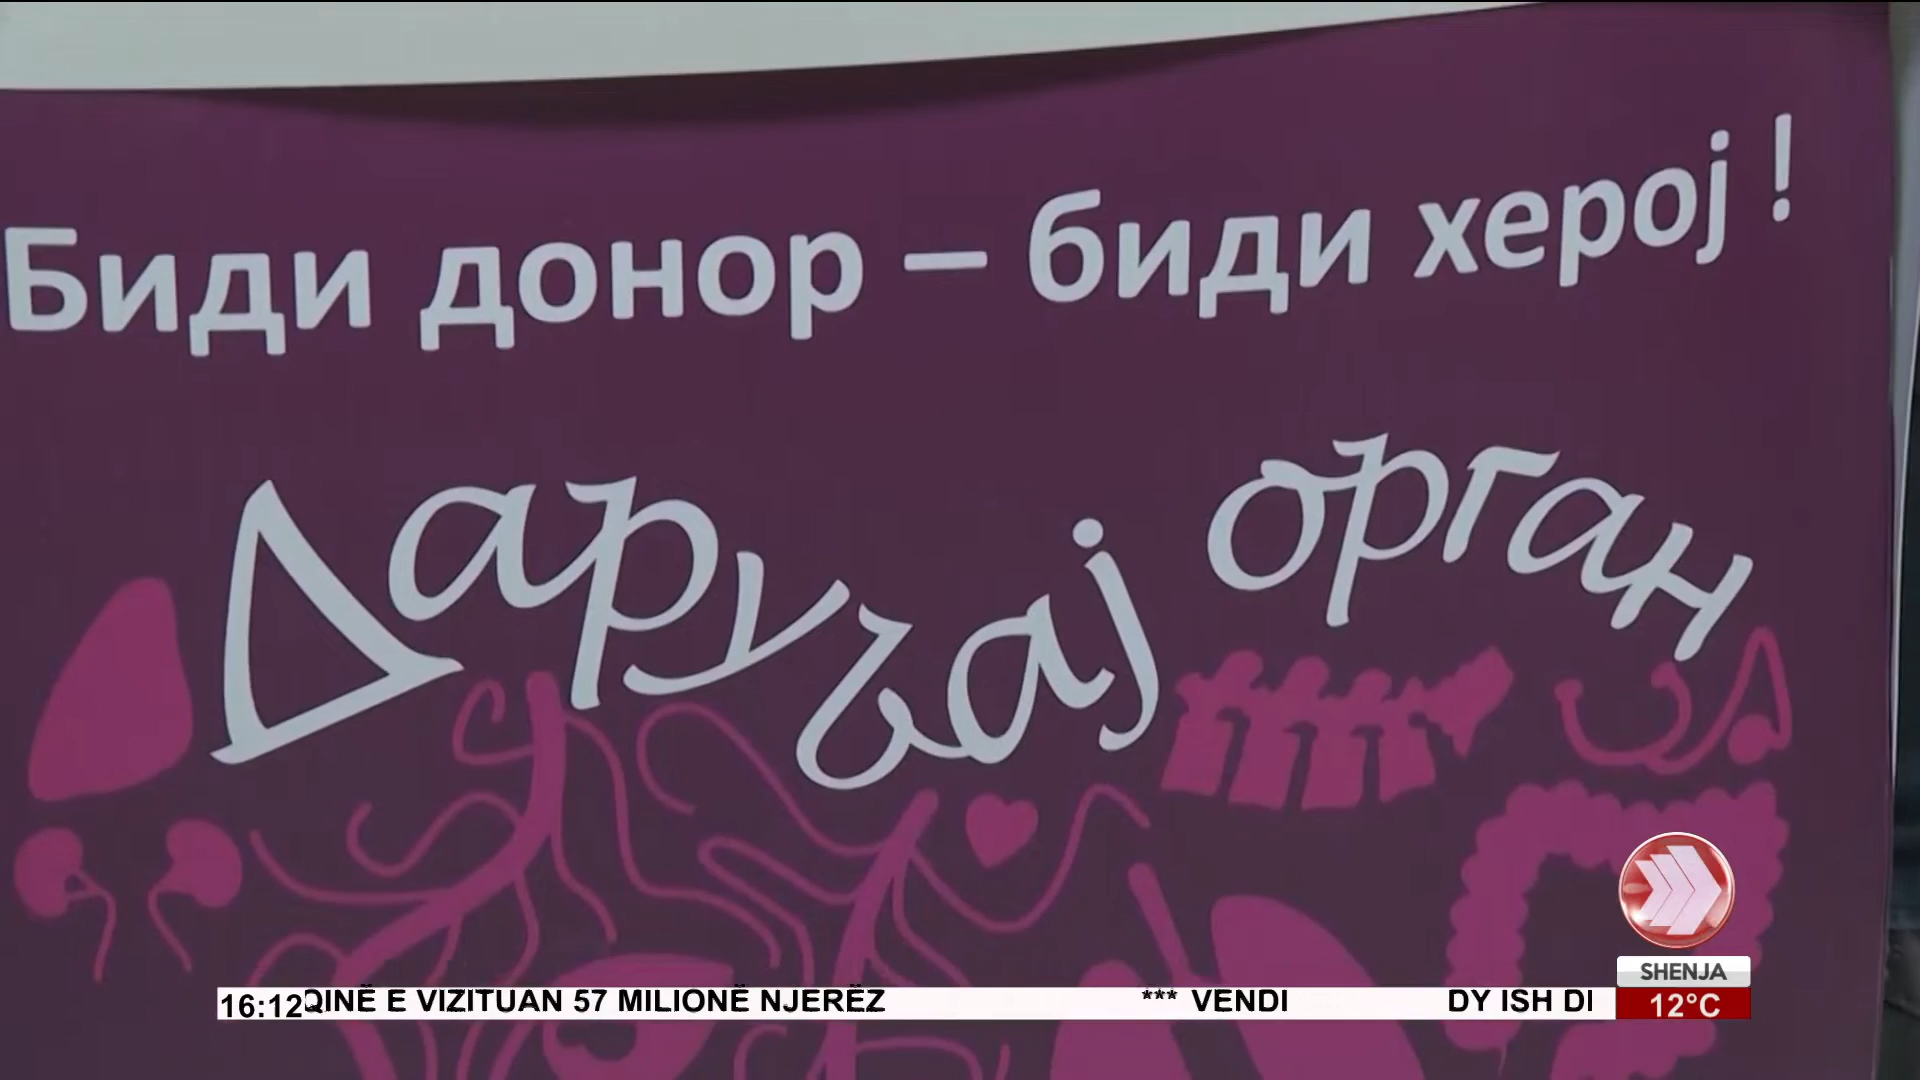 Биди донор – биди херој !
Дарувај орган
SHENJA
16:12 QINË E VIZITUAN 57 MILIONË NJERËZ *** VENDI DY ISH DI
12°C